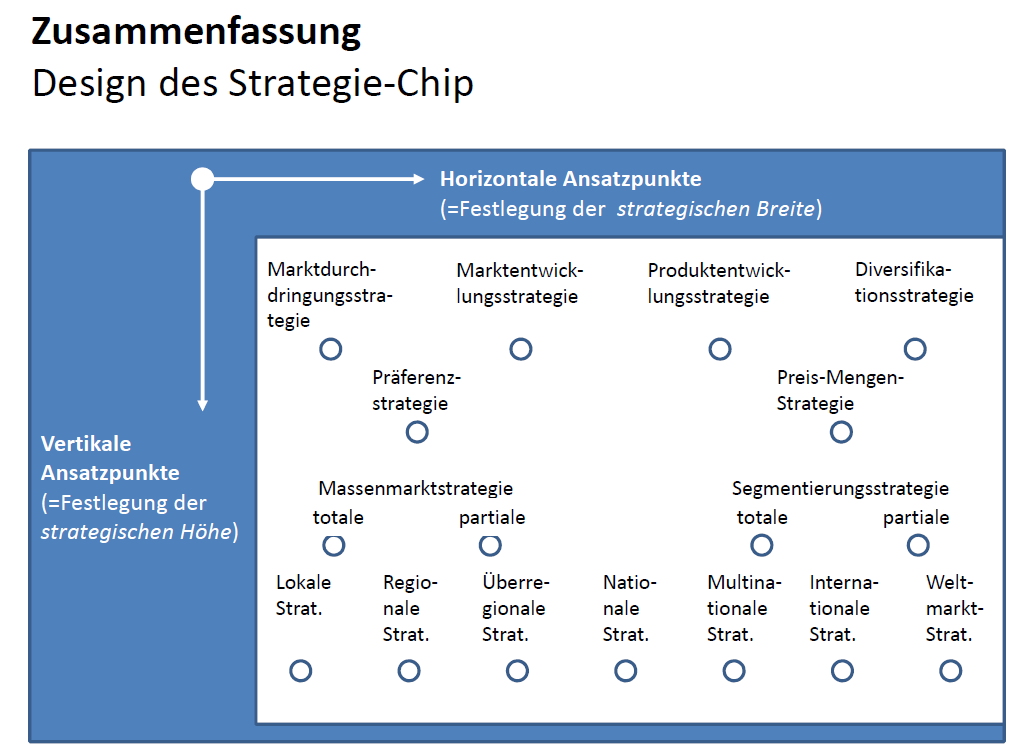 Zusammenfassung
Design des Strategie-Chip
Horizontale Ansatzpunkte
(=Festlegung der strategischen Breite)
Marktdurch-
dringungsstra-
tegie
Marktentwick-
lungsstrategie
Produktentwick-
lungsstrategie
Diversifika-
tionsstrategie
Präferenz-
strategie
Preis-Mengen-
Strategie
Vertikale
Ansatzpunkte
(=Festlegung der
strategischen Höhe)
Massenmarktstrategie
totale partiale
Segmentierungsstrategie
totale partiale
Lokale
Strat.
Regio-
nale
Strat.
Überre-
gionale
Strat.
Natio-
nale
Strat.
Multina-
tionale
Strat.
Interna-
tionale
Strat.
Welt-
markt-
Strat.